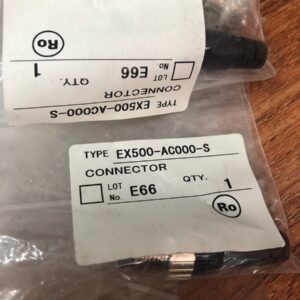 TYPE EX500-AC000-S
CONNECTOR
LOT No. E66 QTY. 1
Ro
TYPE EX500-AC000-S
CONNECTOR
LOT No. E66 QTY. 1
Ro